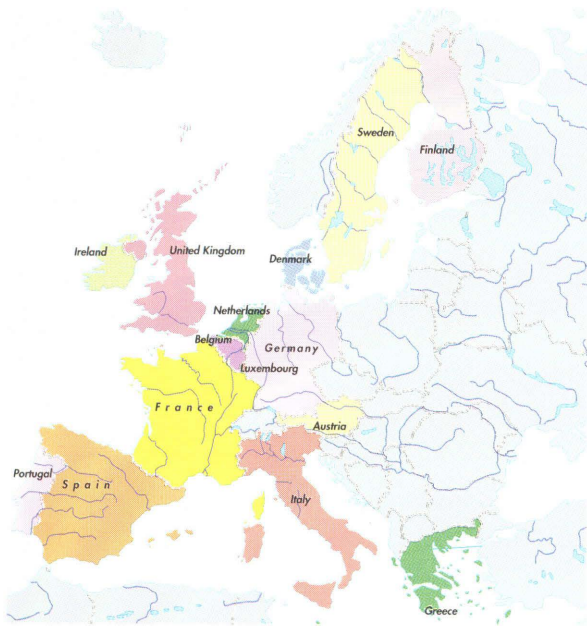 Sweden
Finland
Ireland
United Kingdom
Denmark
Netherlands
Belgium
Germany
Luxembourg
France
Austria
Portugal
Spain
Italy
Greece